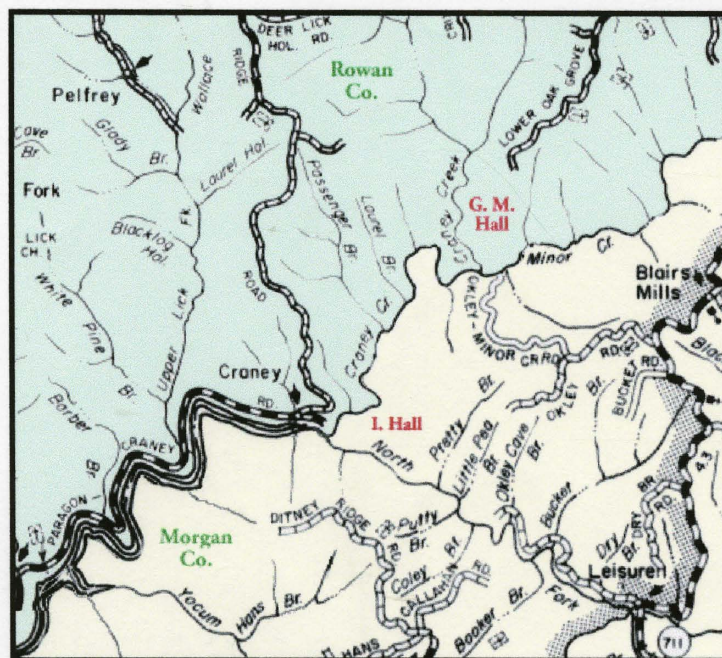 DEER LICK
HOL. RD.
RIDGE
CRI
Rowan
Co.
LOWER OAK GROVE
Pelfrey
Wallace
Cave
Br
Glady
Br.
Laurel Hol.
Fork
LICK
CH.
Fk
Blacklog
Hol.
Passenger
Br.
Laurel
Br.
Craney Creek
G. M.
Hall
Minor Cr.
Blairs
Mills
White
Pine
Br.
Upper Lick
ROAD
Craney Cr.
OKLEY-MINOR CR RD
RD
Craney
RD.
Barber
Br
CRANEY
PARAGON
I. Hall
North
Pretty Br.
Little Pea
Br.
Okley Cave
Br.
OKLEY
Br.
BUCKET RD.
Bucket
43
Morgan
Co.
DITNEY
RIDGE
RD
Putty
Br.
Coley
Br.
CALLAHAN
RD
Dry
Br.
DRY
BR
RD
Leisure
Yocum
Hans
Br.
HANS
Booker
Br.
Fork
711